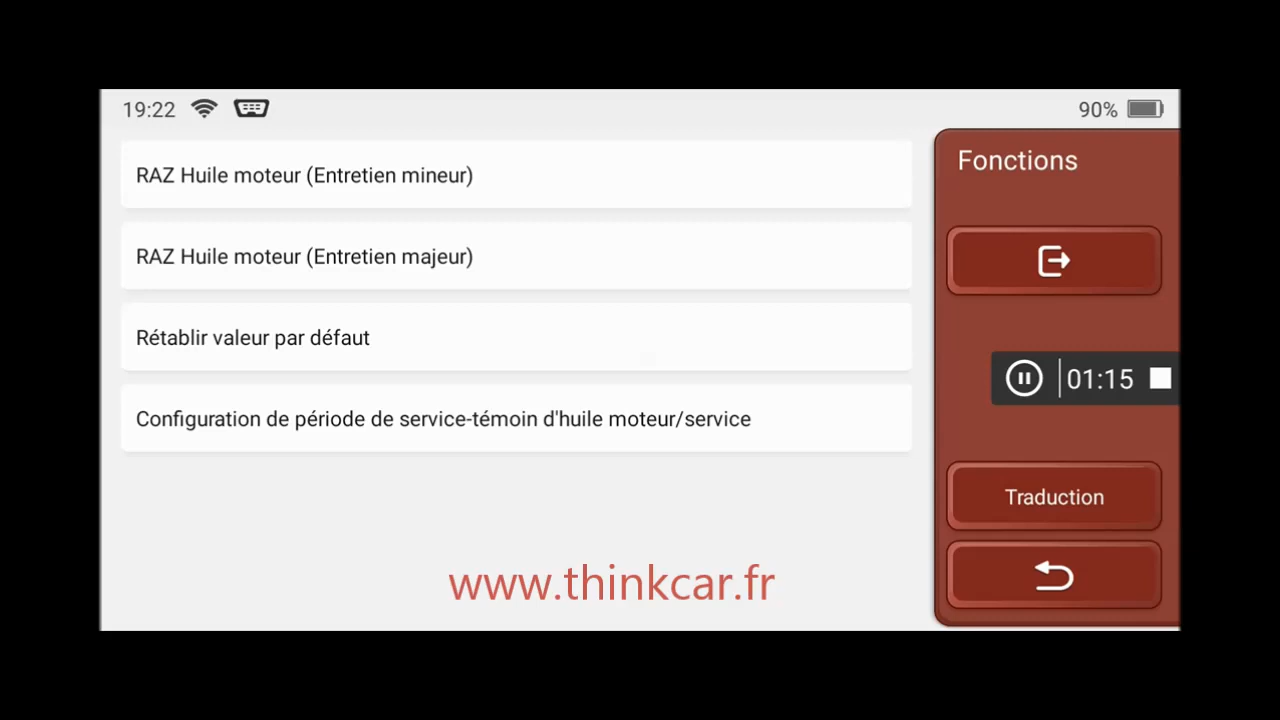 19:22
90%
RAZ Huile moteur (Entretien mineur)
RAZ Huile moteur (Entretien majeur)
Rétablir valeur par défaut
Configuration de période de service-témoin d'huile moteur/service
Fonctions
01:15
Traduction
www.thinkcar.fr